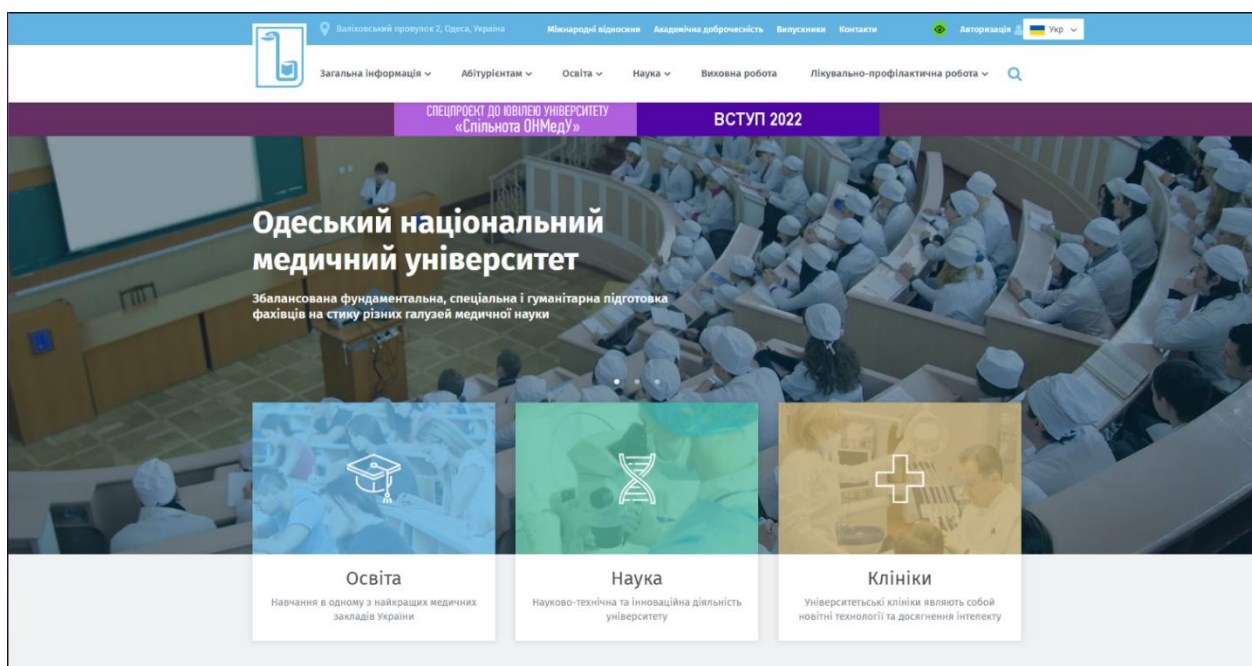 Валіховський провулок 2, Одеса, Україна
Міжнародні відносини Академічна доброчесність Випускники Контакти
Авторизація
Укр
Загальна інформація Абітурієнтам Освіта Наука Виховна робота Лікувально-профілактична робота
СПЕЦПРОЄКТ ДО ЮВІЛЕЮ УНІВЕРСИТЕТУ
«Спільнота ОНМедУ»
ВСТУП 2022
Одеський національний
медичний університет
Збалансована фундаментальна, спеціальна і гуманітарна підготовка
фахівців на стику різних галузей медичної науки
Освіта
Навчання в одному з найкращих медичних
закладів України
Наука
Науково-технічна та інноваційна діяльність
університету
Клініки
Університетські клініки являють собой
новітні технології та досягнення інтелекту